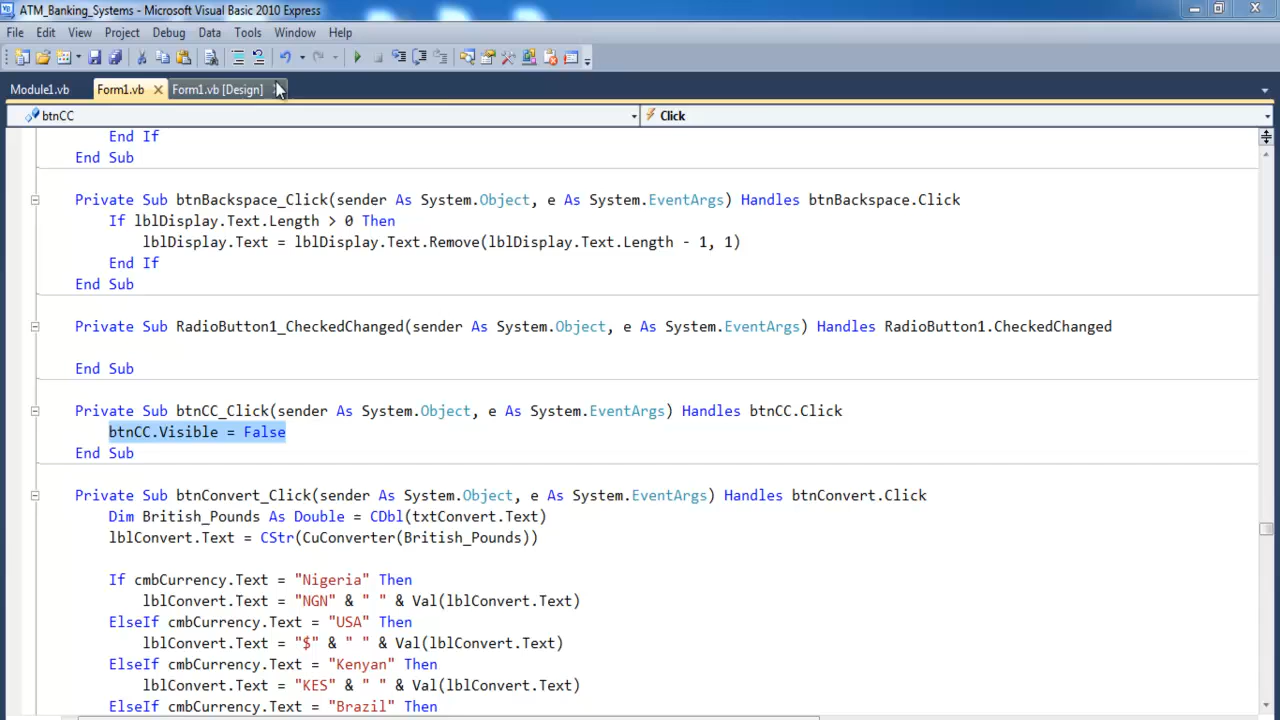 ATM_Banking_Systems - Microsoft Visual Basic 2010 Express
File Edit View Project Debug Data Tools Window Help
Module1.vb Form1.vb Form1.vb [Design]
btnCC Click
End If
End Sub
Private Sub btnBackspace_Click(sender As System.Object, e As System.EventArgs) Handles btnBackspace.Click
If lblDisplay.Text.Length > 0 Then
lblDisplay.Text = lblDisplay.Text.Remove(lblDisplay.Text.Length - 1, 1)
End If
End Sub
Private Sub RadioButton1_CheckedChanged(sender As System.Object, e As System.EventArgs) Handles RadioButton1.CheckedChanged
End Sub
Private Sub btnCC_Click(sender As System.Object, e As System.EventArgs) Handles btnCC.Click
btnCC.Visible = False
End Sub
Private Sub btnConvert_Click(sender As System.Object, e As System.EventArgs) Handles btnConvert.Click
Dim British_Pounds As Double = CDbl(txtConvert.Text)
lblConvert.Text = CStr(CuConverter(British_Pounds))
If cmbCurrency.Text = "Nigeria" Then
lblConvert.Text = "NGN" & " " & Val(lblConvert.Text)
ElseIf cmbCurrency.Text = "USA" Then
lblConvert.Text = "$" & " " & Val(lblConvert.Text)
ElseIf cmbCurrency.Text = "Kenyan" Then
lblConvert.Text = "KES" & " " & Val(lblConvert.Text)
ElseIf cmbCurrency.Text = "Brazil" Then